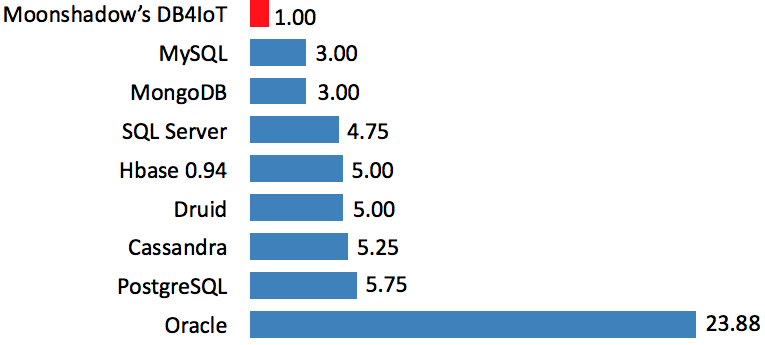 Moonshadow’s DB4IoT 1.00
MySQL 3.00
MongoDB 3.00
SQL Server 4.75
Hbase 0.94 5.00
Druid 5.00
Cassandra 5.25
PostgreSQL 5.75
Oracle 23.88